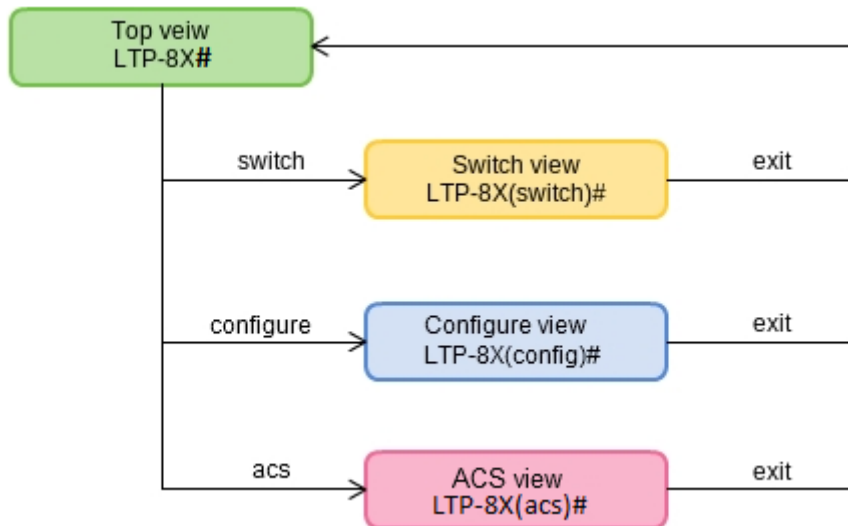 Top veiw
LTP-8X#
switch
Switch view
LTP-8X(switch)#
exit
configure
Configure view
LTP-8X(config)#
exit
acs
ACS view
LTP-8X(acs)#
exit